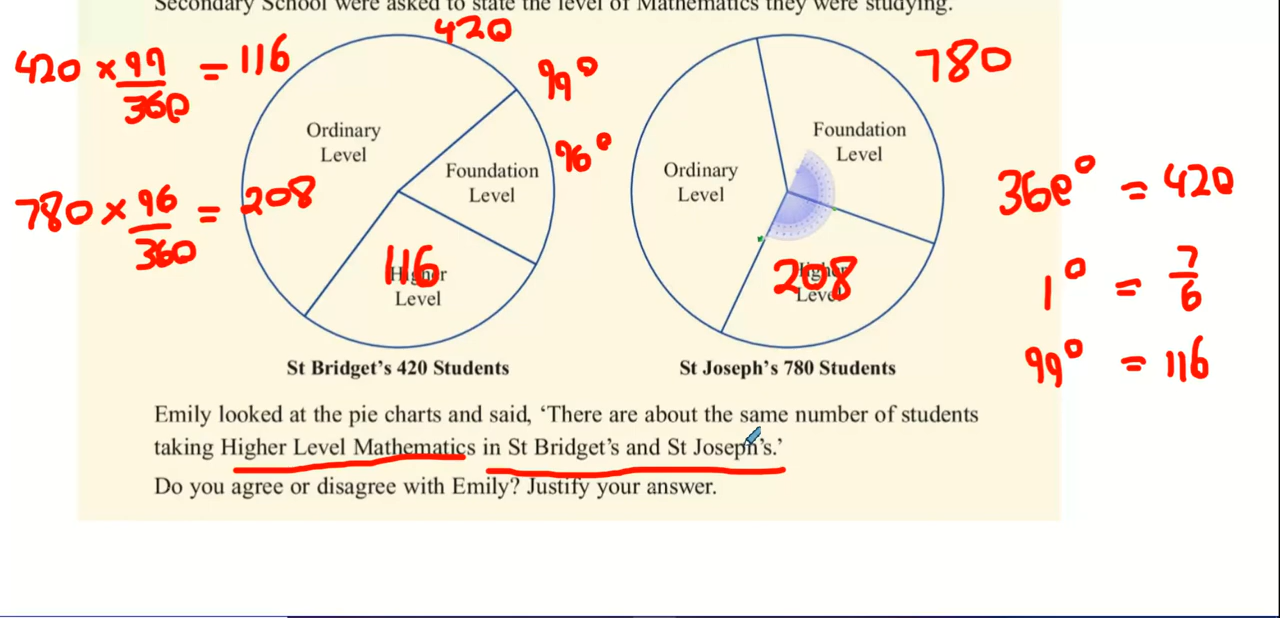 Secondary School were asked to state the level of Mathematics they were studying.
420
420 × 99/360 = 116
99°
96°
780
Ordinary
Level
Foundation
Level
Foundation
Level
Ordinary
Level
360° = 420
780 × 96/360 = 208
116
Higher
Level
208
Higher
Level
1° = 7/6
99° = 116
St Bridget's 420 Students
St Joseph's 780 Students
Emily looked at the pie charts and said, ‘There are about the same number of students
taking Higher Level Mathematics in St Bridget's and St Joseph's.’
Do you agree or disagree with Emily? Justify your answer.